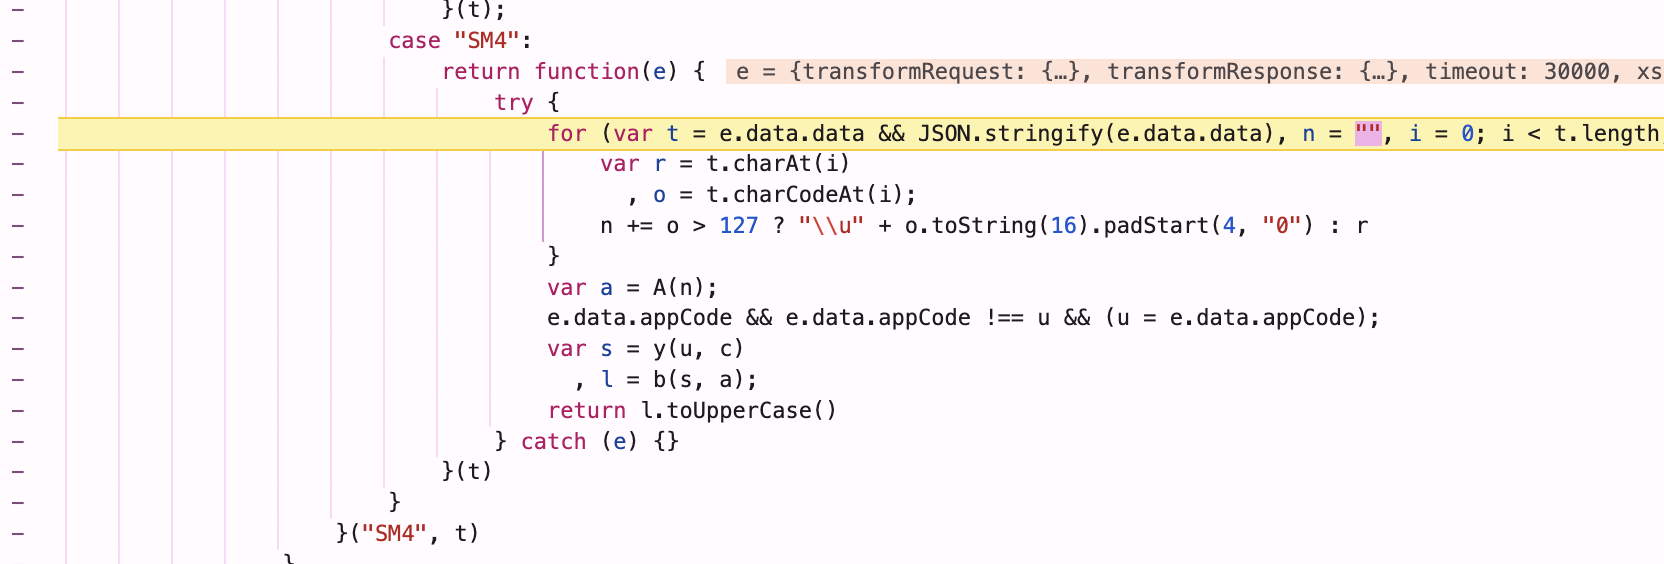 }(t);
case "SM4":
return function(e) { e = {transformRequest: {…}, transformResponse: {…}, timeout: 30000, xs
try {
for (var t = e.data.data && JSON.stringify(e.data.data), n = "", i = 0; i < t.length
var r = t.charAt(i)
, o = t.charCodeAt(i);
n += o > 127 ? "\\u" + o.toString(16).padStart(4, "0") : r
}
var a = A(n);
e.data.appCode && e.data.appCode !== u && (u = e.data.appCode);
var s = y(u, c)
, l = b(s, a);
return l.toUpperCase()
} catch (e) {}
}(t)
}
}("SM4", t)
}